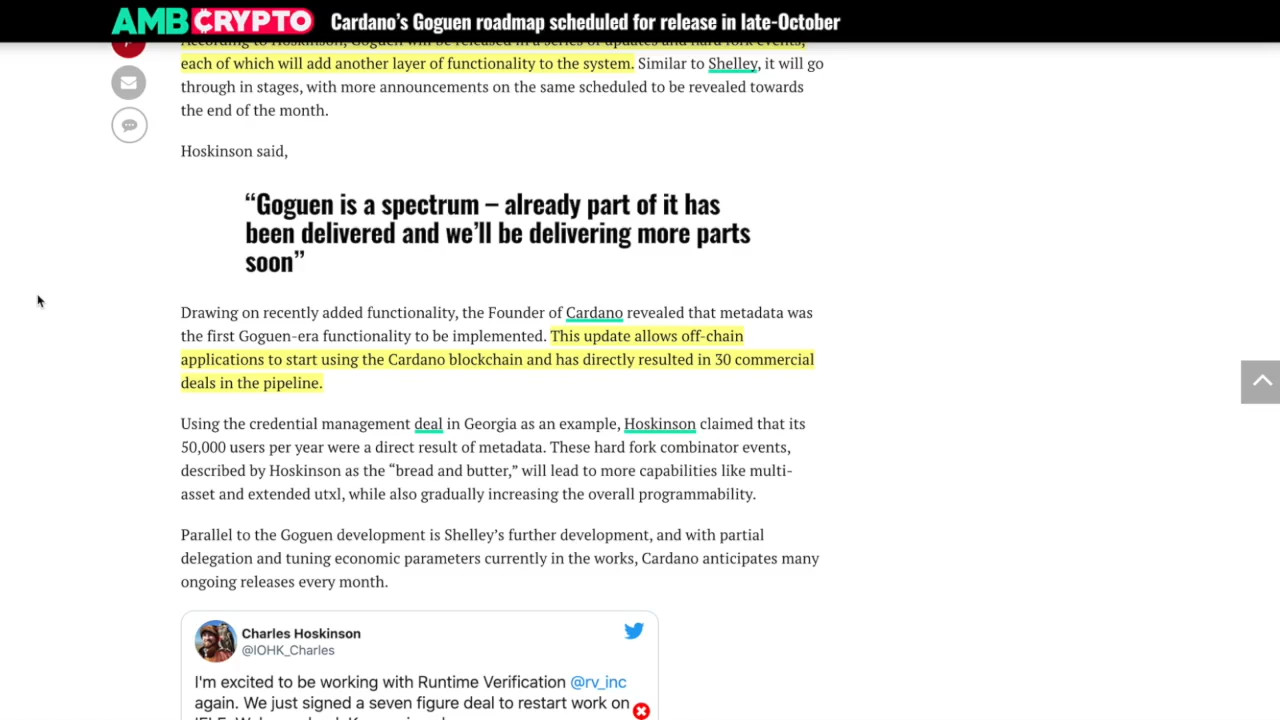 AMBCRYPTO Cardano's Goguen roadmap scheduled for release in late-October
According to Hoskinson, Goguen will be released in a series of updates and hard fork events,
each of which will add another layer of functionality to the system. Similar to Shelley, it will go
through in stages, with more announcements on the same scheduled to be revealed towards
the end of the month.
Hoskinson said,
“Goguen is a spectrum – already part of it has
been delivered and we’ll be delivering more parts
soon”
Drawing on recently added functionality, the Founder of Cardano revealed that metadata was
the first Goguen-era functionality to be implemented. This update allows off-chain
applications to start using the Cardano blockchain and has directly resulted in 30 commercial
deals in the pipeline.
Using the credential management deal in Georgia as an example, Hoskinson claimed that its
50,000 users per year were a direct result of metadata. These hard fork combinator events,
described by Hoskinson as the “bread and butter,” will lead to more capabilities like multi-
asset and extended utxl, while also gradually increasing the overall programmability.
Parallel to the Goguen development is Shelley’s further development, and with partial
delegation and tuning economic parameters currently in the works, Cardano anticipates many
ongoing releases every month.
Charles Hoskinson
@IOHK_Charles
I'm excited to be working with Runtime Verification @rv_inc
again. We just signed a seven figure deal to restart work on